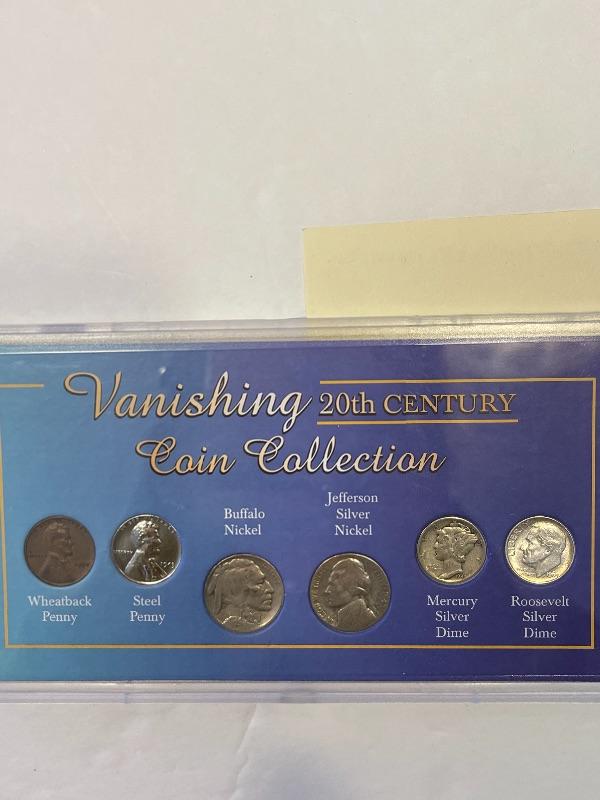 Vanishing 20th CENTURY
Coin Collection
Wheatback
Penny
Steel
Penny
Buffalo
Nickel
Jefferson
Silver
Nickel
Mercury
Silver
Dime
Roosevelt
Silver
Dime